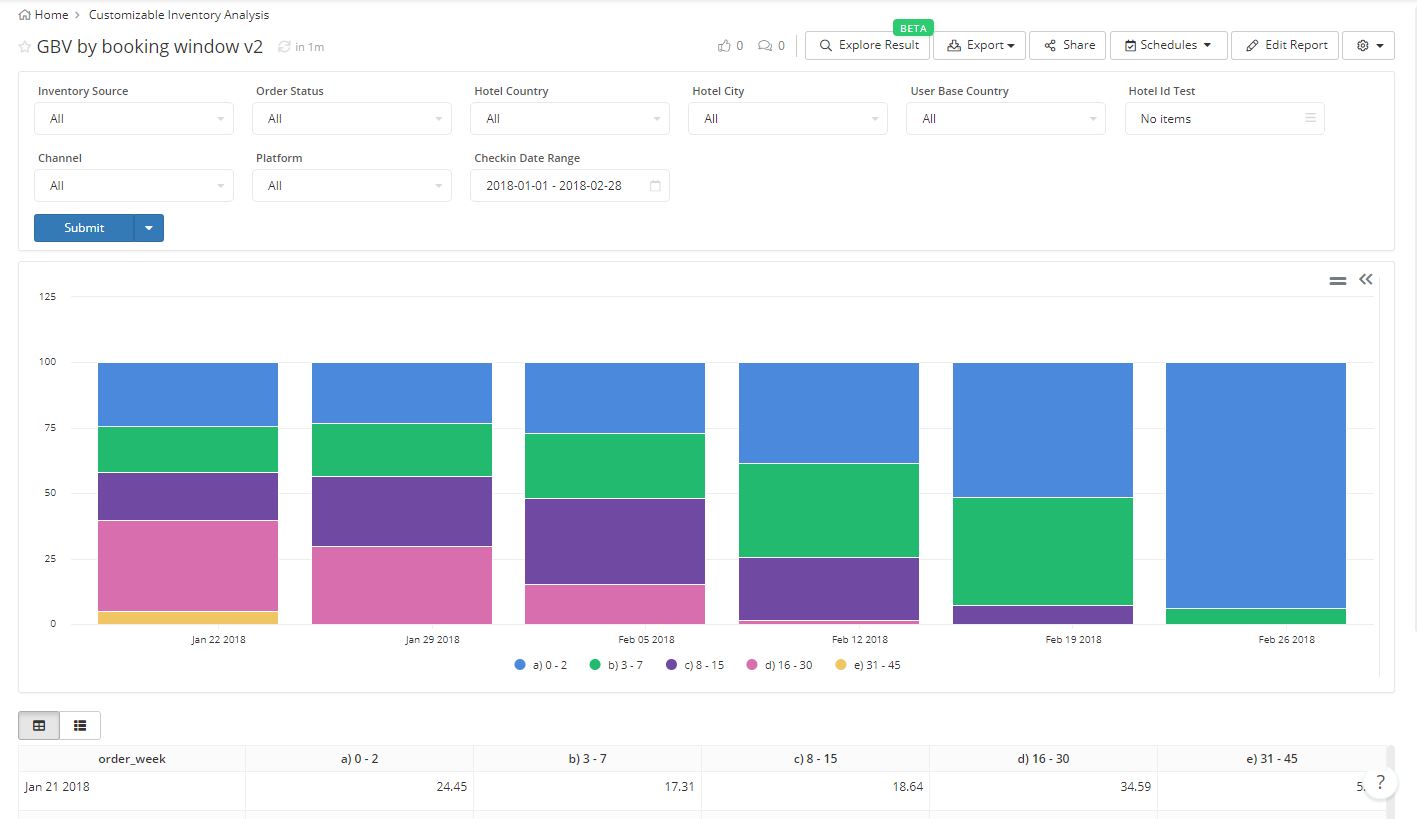 Home > Customizable Inventory Analysis
GBV by booking window v2 in 1m
0 0
BETA
Explore Result Export Share Schedules Edit Report
Inventory Source Order Status Hotel Country Hotel City User Base Country Hotel Id Test
All All All All All No items
Channel Platform Checkin Date Range
All All 2018-01-01 - 2018-02-28
Submit
125
100
75
50
25
0
Jan 22 2018 Jan 29 2018 Feb 05 2018 Feb 12 2018 Feb 19 2018 Feb 26 2018
a) 0 - 2 b) 3 - 7 c) 8 - 15 d) 16 - 30 e) 31 - 45
order_week a) 0 - 2 b) 3 - 7 c) 8 - 15 d) 16 - 30 e) 31 - 45
Jan 21 2018 24.45 17.31 18.64 34.59 5.
?